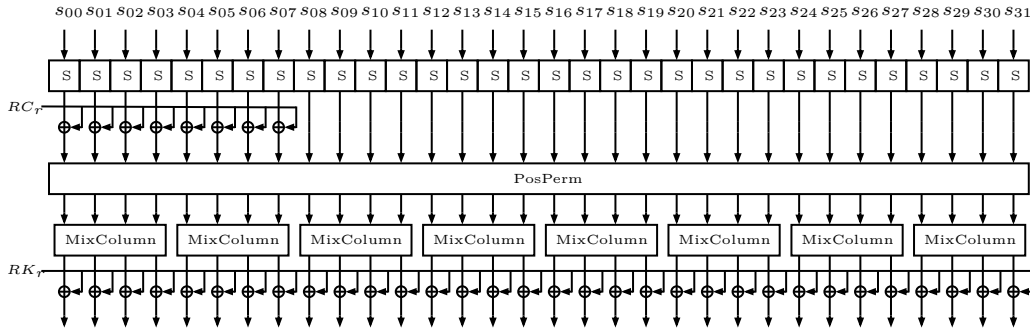 s00 s01 s02 s03 s04 s05 s06 s07 s08 s09 s10 s11 s12 s13 s14 s15 s16 s17 s18 s19 s20 s21 s22 s23 s24 s25 s26 s27 s28 s29 s30 s31
S S S S S S S S S S S S S S S S S S S S S S S S S S S S S S S S
RC_r
PosPerm
MixColumn MixColumn MixColumn MixColumn MixColumn MixColumn MixColumn MixColumn
RK_r